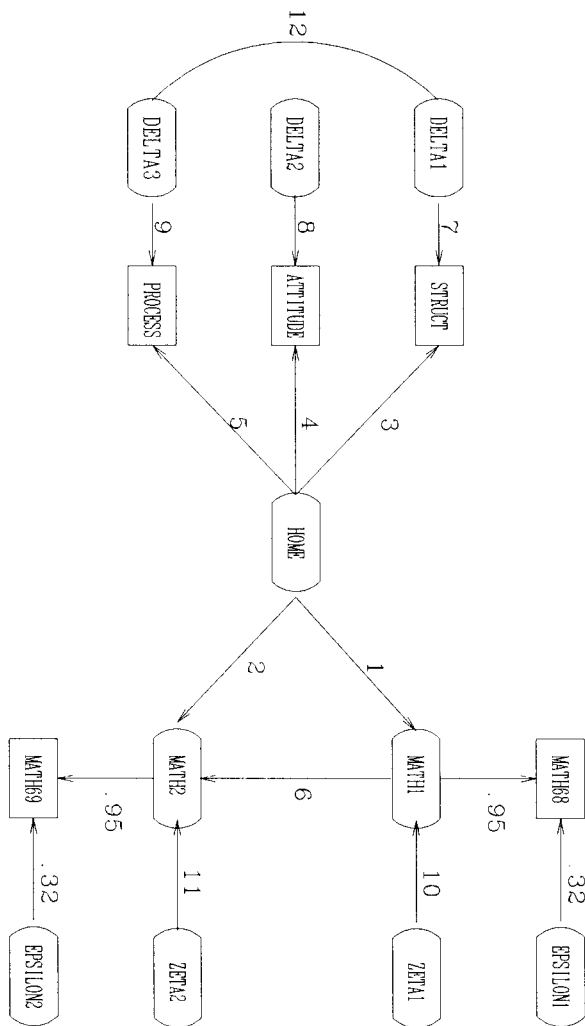 .32
MATH68
EPSILON1
.95
7
DELTA1
STRUCT
10
MATH1
ZETA1
3
1
12
8
4
6
DELTA2
ATTITUDE
HOME
2
5
11
MATH2
ZETA2
9
DELTA3
PROCESS
.95
.32
MATH69
EPSILON2